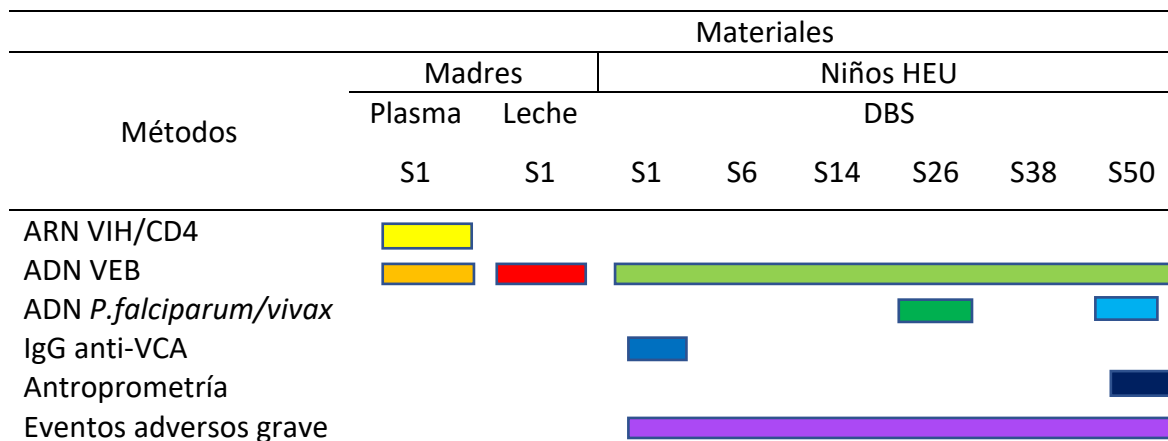 Materiales
Madres Niños HEU
Métodos
Plasma Leche DBS
S1 S1 S1 S6 S14 S26 S38 S50
ARN VIH/CD4
ADN VEB
ADN P.falciparum/vivax
IgG anti-VCA
Antroprometría
Eventos adversos grave